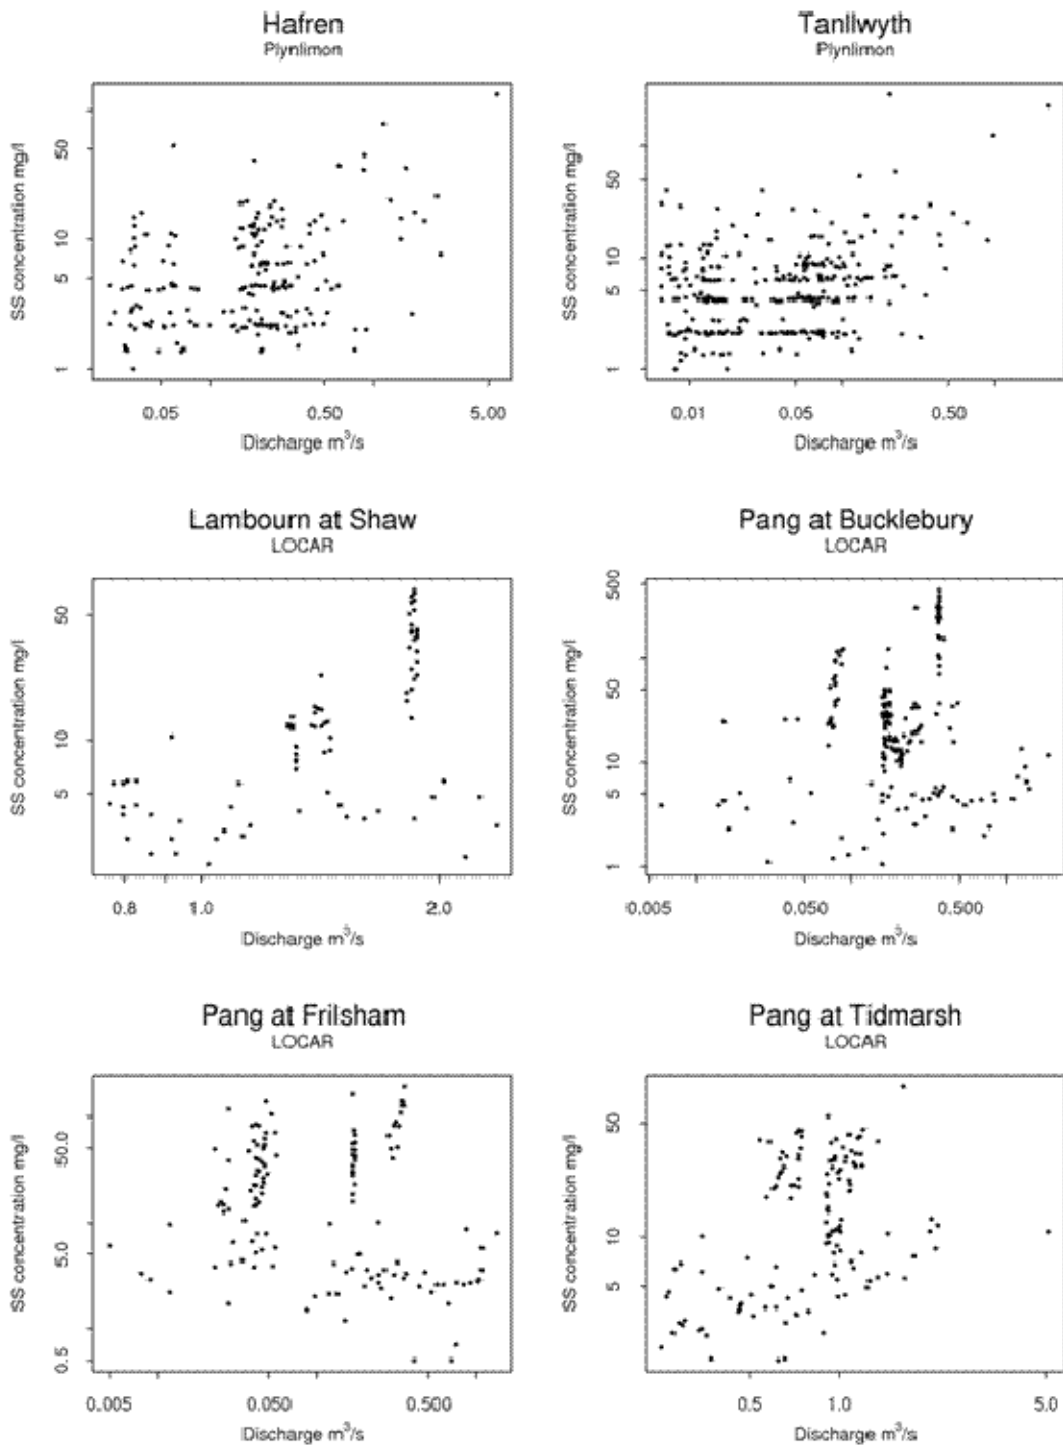 Hafren
Plynlimon
SS concentration mg/l
50
10
5
1
0.05
0.50
5.00
Discharge m³/s
Tanllwyth
Plynlimon
SS concentration mg/l
50
10
5
1
0.01
0.05
0.50
Discharge m³/s
Lambourn at Shaw
LOCAR
SS concentration mg/l
50
10
5
0.8
1.0
2.0
Discharge m³/s
Pang at Bucklebury
LOCAR
SS concentration mg/l
500
50
10
5
1
0.005
0.050
0.500
Discharge m³/s
Pang at Frilsham
LOCAR
SS concentration mg/l
50.0
5.0
0.5
0.005
0.050
0.500
Discharge m³/s
Pang at Tidmarsh
LOCAR
SS concentration mg/l
50
10
5
0.5
1.0
5.0
Discharge m³/s